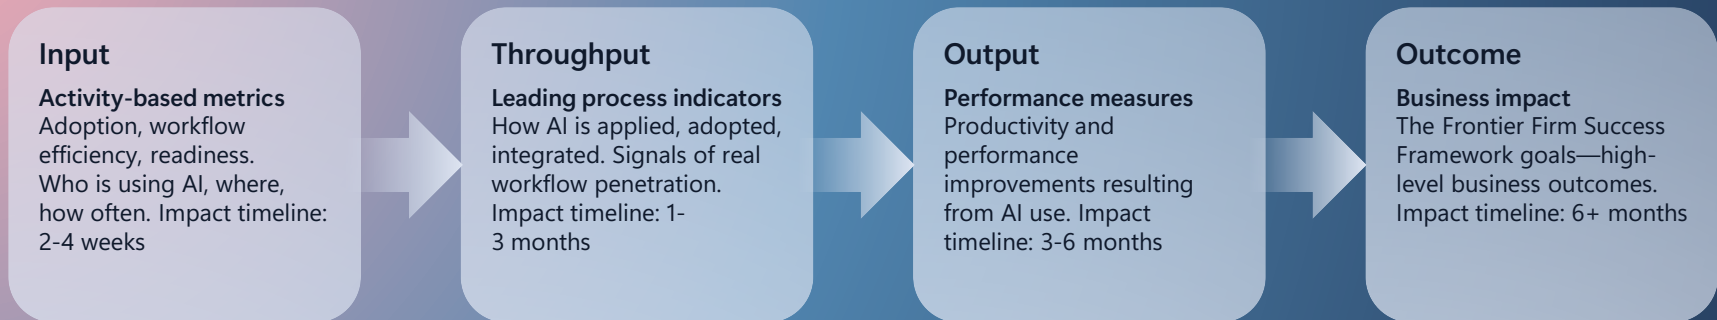 Input
Activity-based metrics
Adoption, workflow
efficiency, readiness.
Who is using AI, where,
how often. Impact timeline:
2-4 weeks
Throughput
Leading process indicators
How AI is applied, adopted,
integrated. Signals of real
workflow penetration.
Impact timeline: 1-
3 months
Output
Performance measures
Productivity and
performance
improvements resulting
from AI use. Impact
timeline: 3-6 months
Outcome
Business impact
The Frontier Firm Success
Framework goals—high-
level business outcomes.
Impact timeline: 6+ months